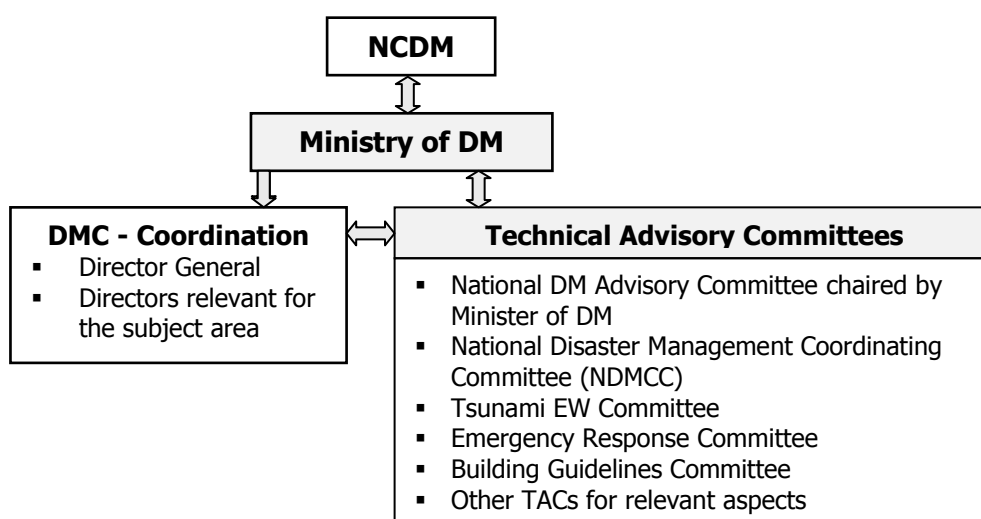 NCDM
Ministry of DM
DMC - Coordination
▪ Director General
▪ Directors relevant for
the subject area
Technical Advisory Committees
▪ National DM Advisory Committee chaired by
Minister of DM
▪ National Disaster Management Coordinating
Committee (NDMCC)
▪ Tsunami EW Committee
▪ Emergency Response Committee
▪ Building Guidelines Committee
▪ Other TACs for relevant aspects